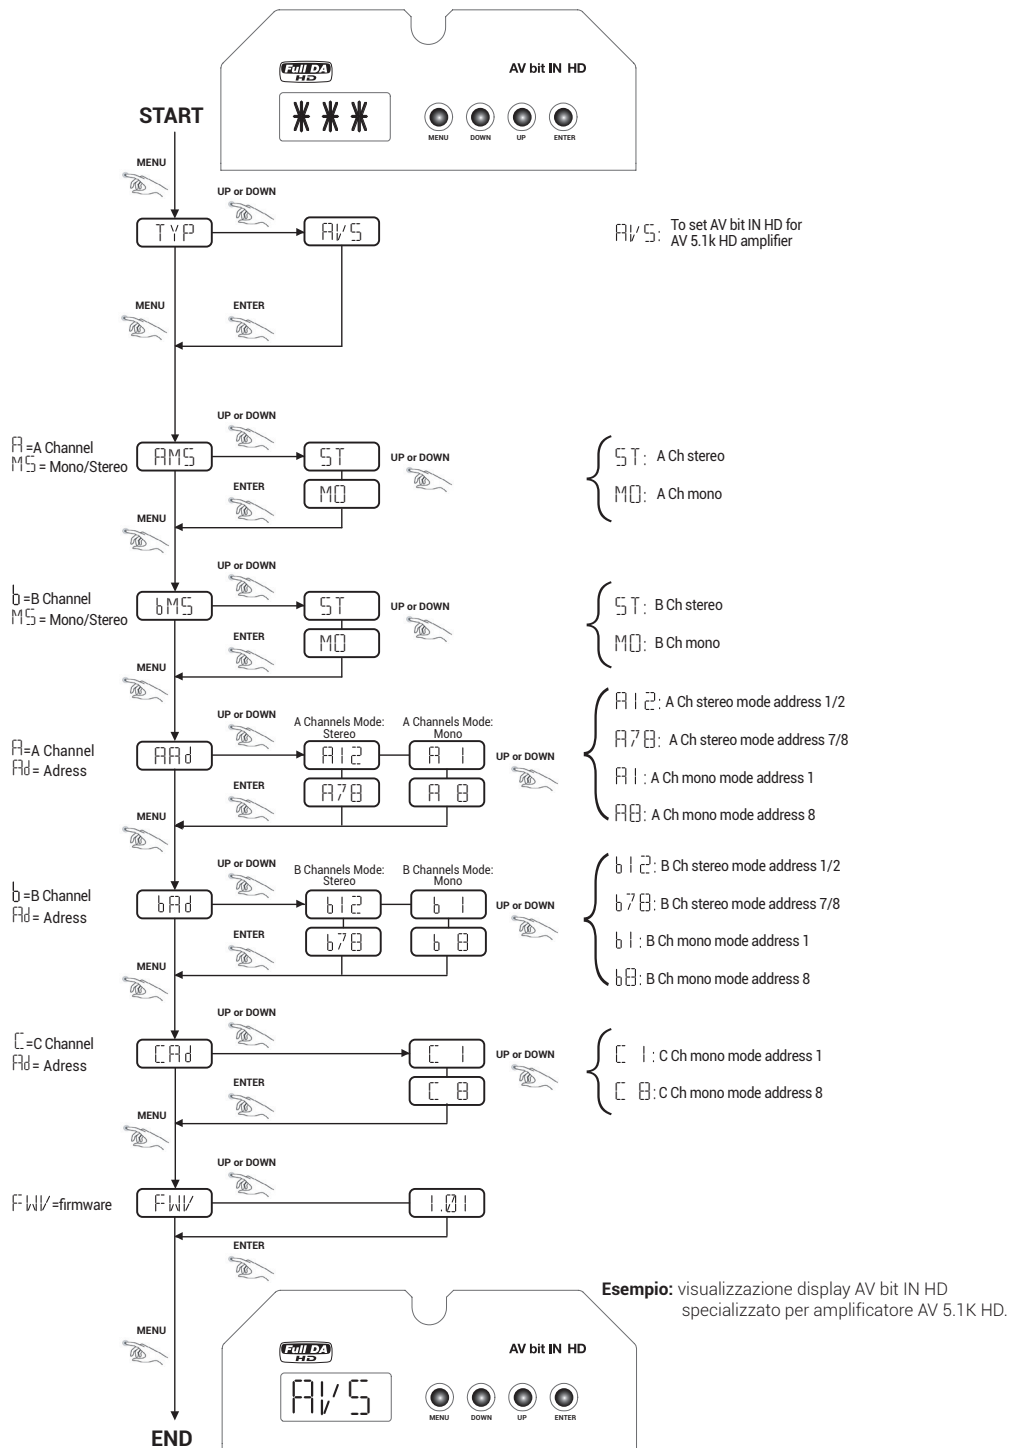 Full DA
HD
AV bit IN HD
***
MENU DOWN UP ENTER
START
MENU
UP or DOWN
TYP
AV5
AV5: To set AV bit IN HD for
AV 5.1k HD amplifier
MENU
ENTER
UP or DOWN
A =A Channel
MS = Mono/Stereo
AMS
ST
UP or DOWN
ST: A Ch stereo
ENTER
MO
MO: A Ch mono
MENU
UP or DOWN
b =B Channel
MS = Mono/Stereo
bMS
ST
UP or DOWN
ST: B Ch stereo
ENTER
MO
MO: B Ch mono
MENU
UP or DOWN
A Channels Mode:
Stereo
A Channels Mode:
Mono
A12: A Ch stereo mode address 1/2
A=A Channel
Ad= Adress
AAd
A12
A 1
UP or DOWN
A78: A Ch stereo mode address 7/8
ENTER
A78
A 8
A1: A Ch mono mode address 1
MENU
A8: A Ch mono mode address 8
UP or DOWN
B Channels Mode:
Stereo
B Channels Mode:
Mono
b12: B Ch stereo mode address 1/2
b =B Channel
Ad= Adress
bAd
b12
b 1
UP or DOWN
b78: B Ch stereo mode address 7/8
ENTER
b78
b 8
b1: B Ch mono mode address 1
MENU
b8: B Ch mono mode address 8
UP or DOWN
C=C Channel
Ad= Adress
CAd
C 1
UP or DOWN
C 1: C Ch mono mode address 1
ENTER
C 8
C 8: C Ch mono mode address 8
MENU
UP or DOWN
FWV =firmware
FWV
1.01
ENTER
Esempio: visualizzazione display AV bit IN HD
specializzato per amplificatore AV 5.1K HD.
MENU
Full DA
HD
AV bit IN HD
AV5
MENU DOWN UP ENTER
END